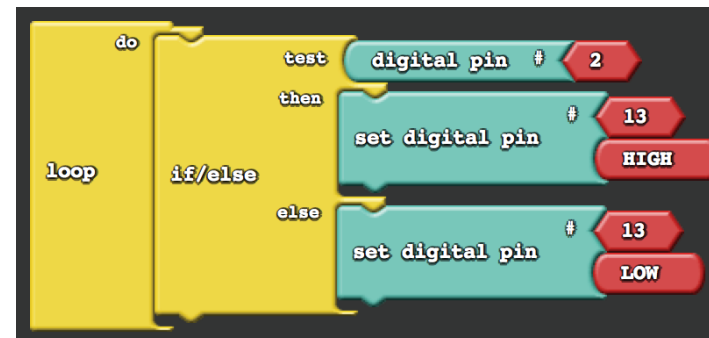 do
test digital pin # 2
then
set digital pin # 13
HIGH
loop if/else
else
set digital pin # 13
LOW